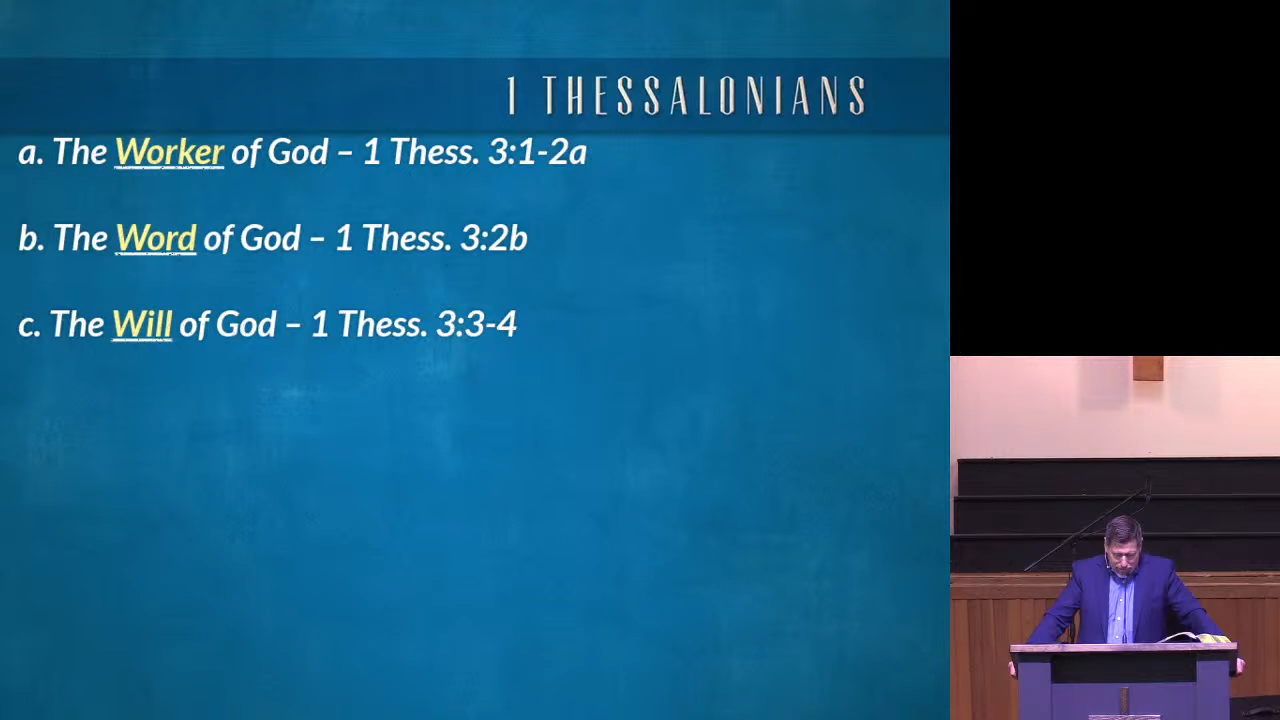 1 THESSALONIANS
a. The Worker of God – 1 Thess. 3:1-2a
b. The Word of God – 1 Thess. 3:2b
c. The Will of God – 1 Thess. 3:3-4